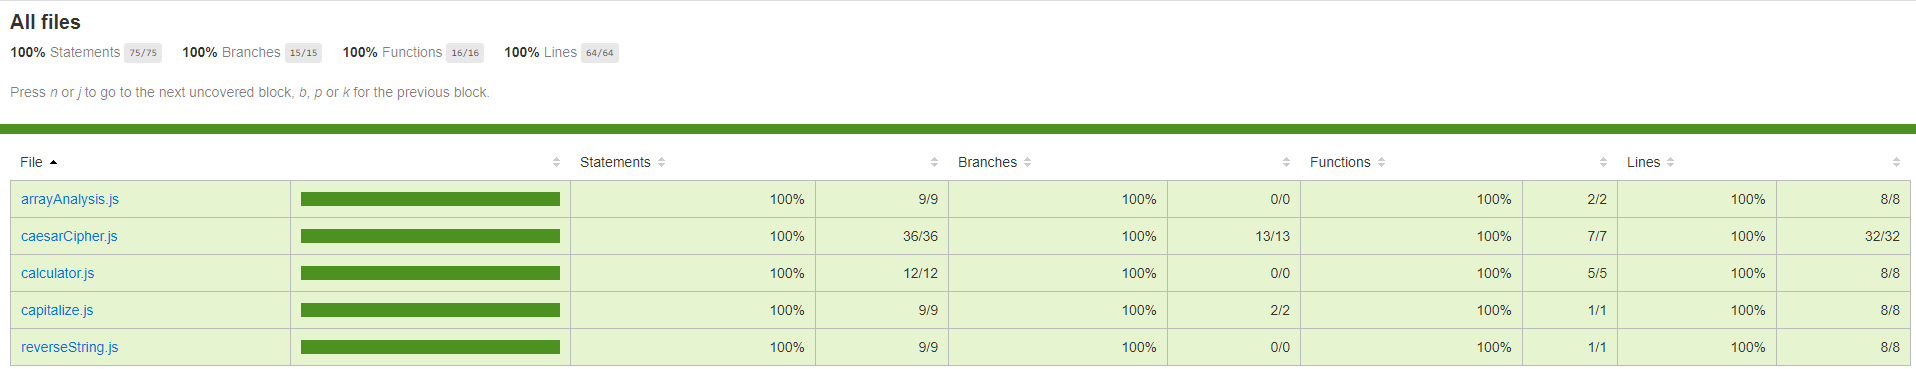 All files
100% Statements 75/75 100% Branches 15/15 100% Functions 16/16 100% Lines 64/64
Press n or j to go to the next uncovered block, b, p or k for the previous block.
File Statements Branches Functions Lines
arrayAnalysis.js 100% 9/9 100% 0/0 100% 2/2 100% 8/8
caesarCipher.js 100% 36/36 100% 13/13 100% 7/7 100% 32/32
calculator.js 100% 12/12 100% 0/0 100% 5/5 100% 8/8
capitalize.js 100% 9/9 100% 2/2 100% 1/1 100% 8/8
reverseString.js 100% 9/9 100% 0/0 100% 1/1 100% 8/8